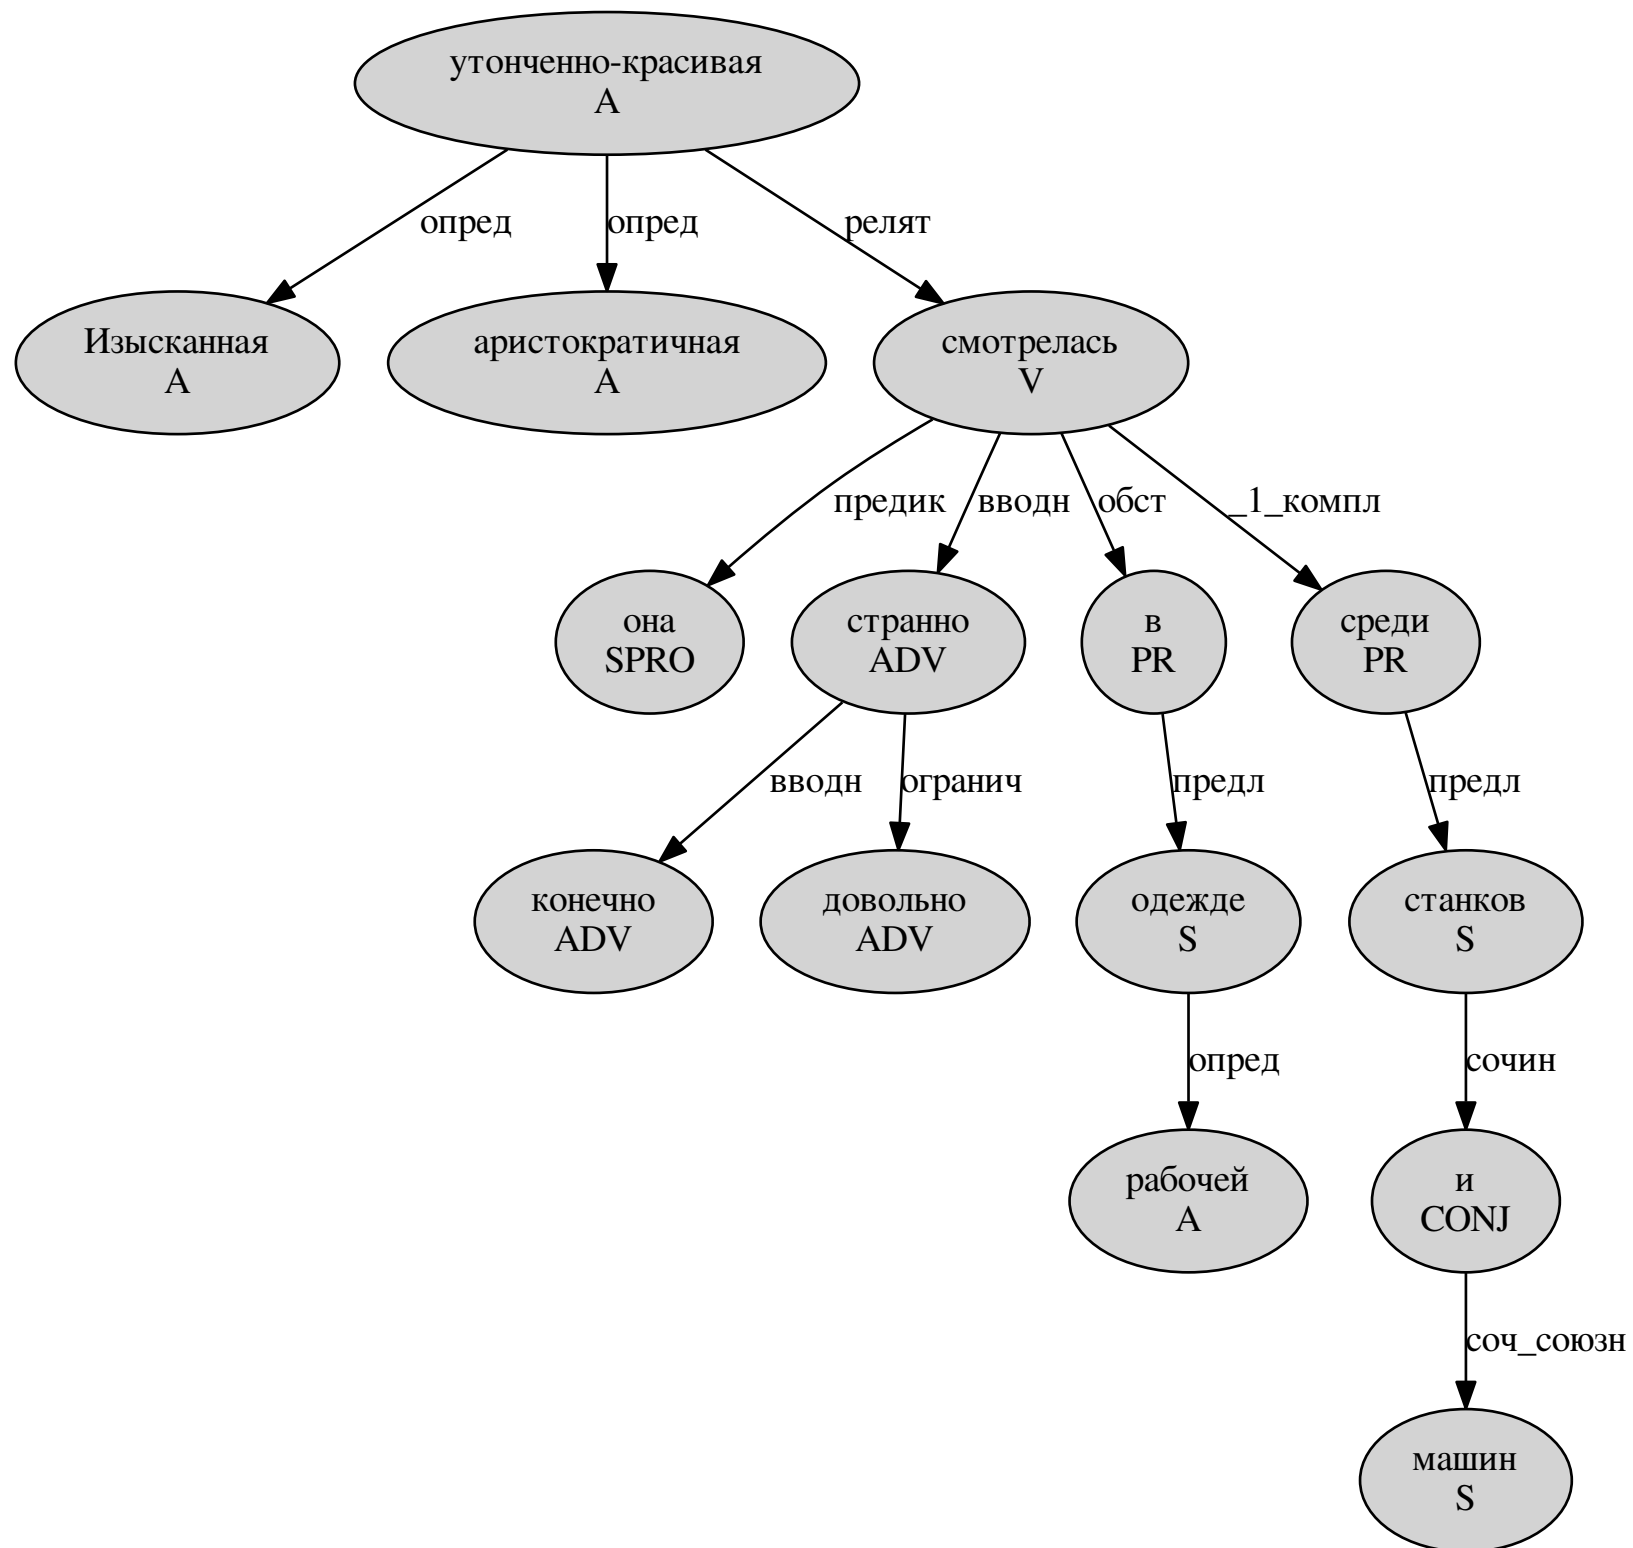 утонченно-красивая
A
опред
опред
релят
Изысканная
A
аристократичная
A
смотрелась
V
предик
вводн
обст
_1_компл
она
SPRO
странно
ADV
в
PR
среди
PR
вводн
огранич
предл
предл
конечно
ADV
довольно
ADV
одежде
S
станков
S
опред
сочин
рабочей
A
и
CONJ
соч_союзн
машин
S